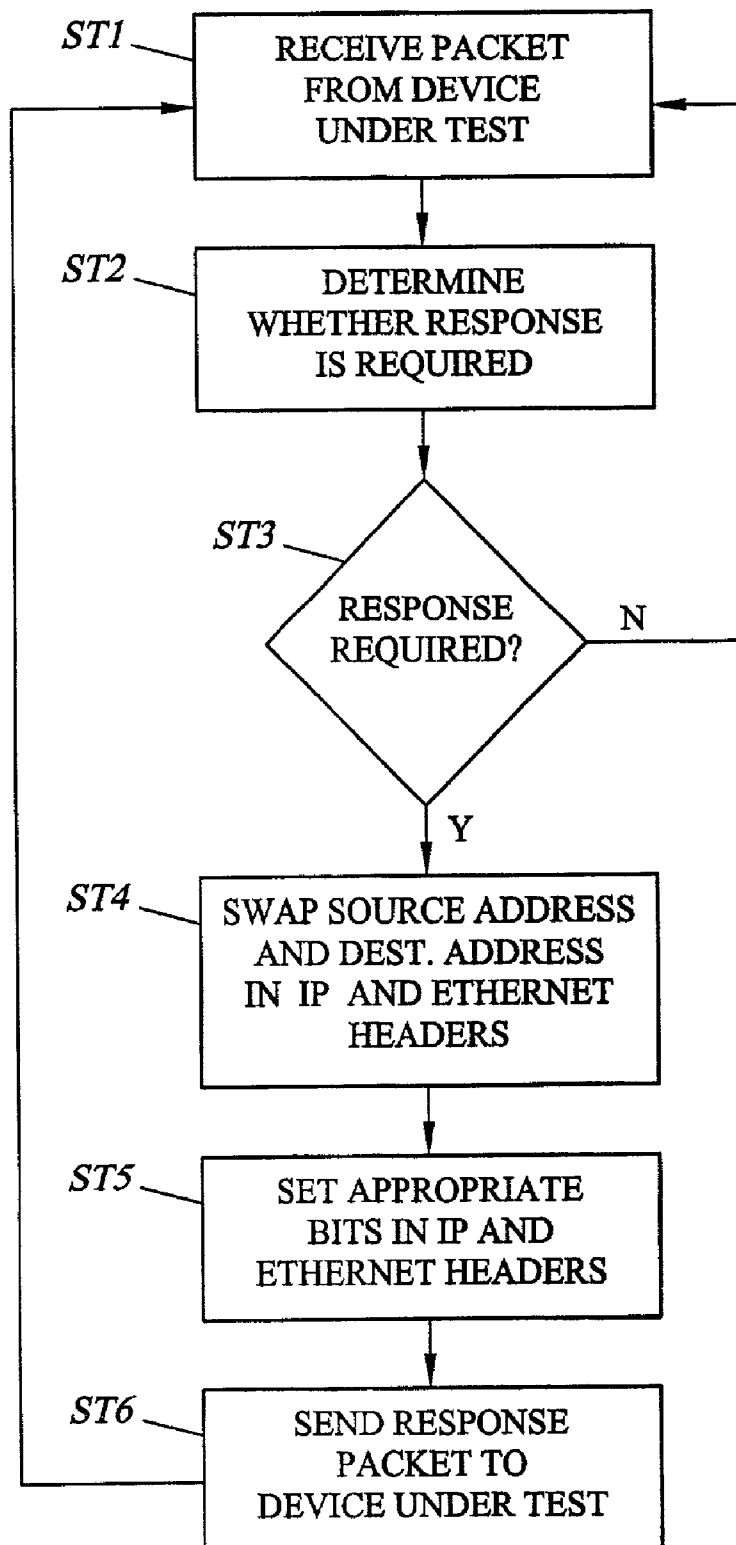 ST1
RECEIVE PACKET
FROM DEVICE
UNDER TEST
ST2
DETERMINE
WHETHER RESPONSE
IS REQUIRED
ST3
RESPONSE
REQUIRED?
N
Y
ST4
SWAP SOURCE ADDRESS
AND DEST. ADDRESS
IN IP AND ETHERNET
HEADERS
ST5
SET APPROPRIATE
BITS IN IP AND
ETHERNET HEADERS
ST6
SEND RESPONSE
PACKET TO
DEVICE UNDER TEST